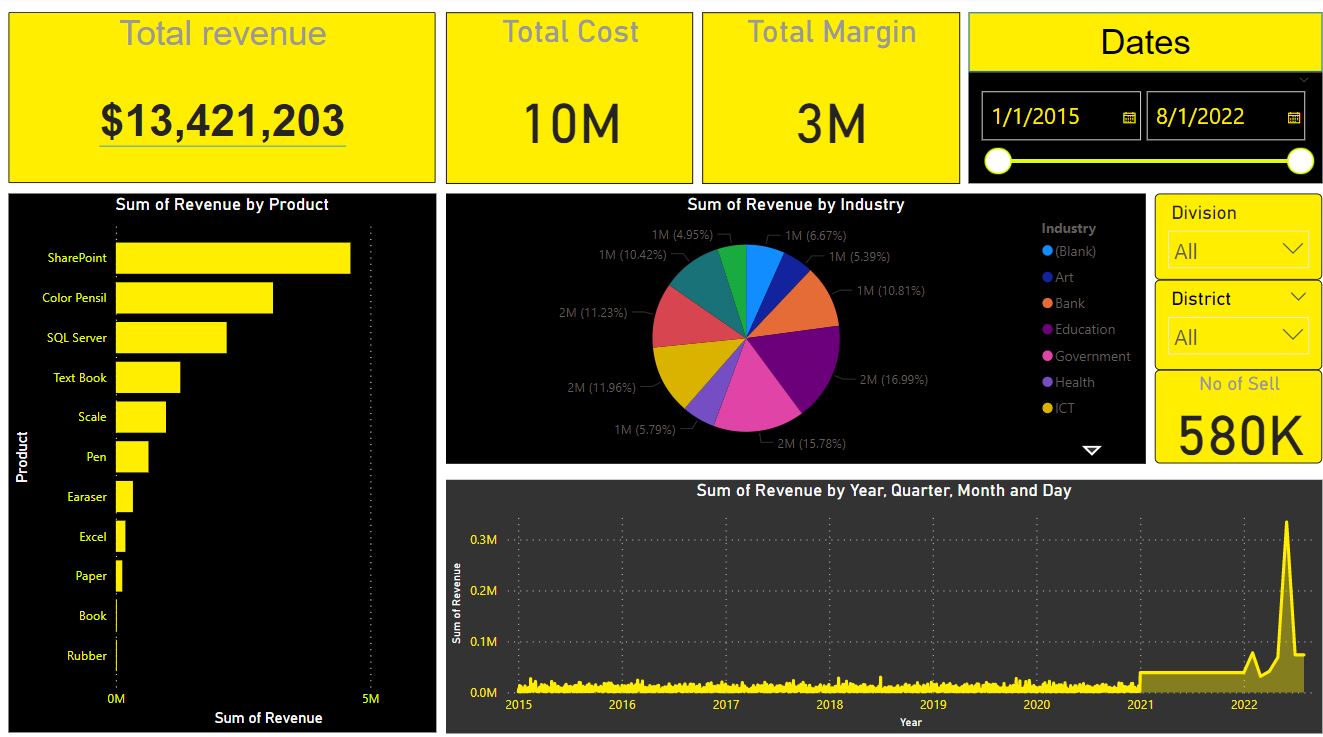 Total revenue
$13,421,203
Total Cost
10M
Total Margin
3M
Dates
1/1/2015
8/1/2022
Sum of Revenue by Product
Product
SharePoint
Color Pensil
SQL Server
Text Book
Scale
Pen
Earaser
Excel
Paper
Book
Rubber
0M
5M
Sum of Revenue
Sum of Revenue by Industry
1M (4.95%)
1M (6.67%)
1M (10.42%)
1M (5.39%)
1M (10.81%)
2M (11.23%)
2M (16.99%)
2M (11.96%)
1M (5.79%)
2M (15.78%)
Industry
(Blank)
Art
Bank
Education
Government
Health
ICT
Division
All
District
All
No of Sell
580K
Sum of Revenue by Year, Quarter, Month and Day
Sum of Revenue
0.3M
0.2M
0.1M
0.0M
2015
2016
2017
2018
2019
2020
2021
2022
Year